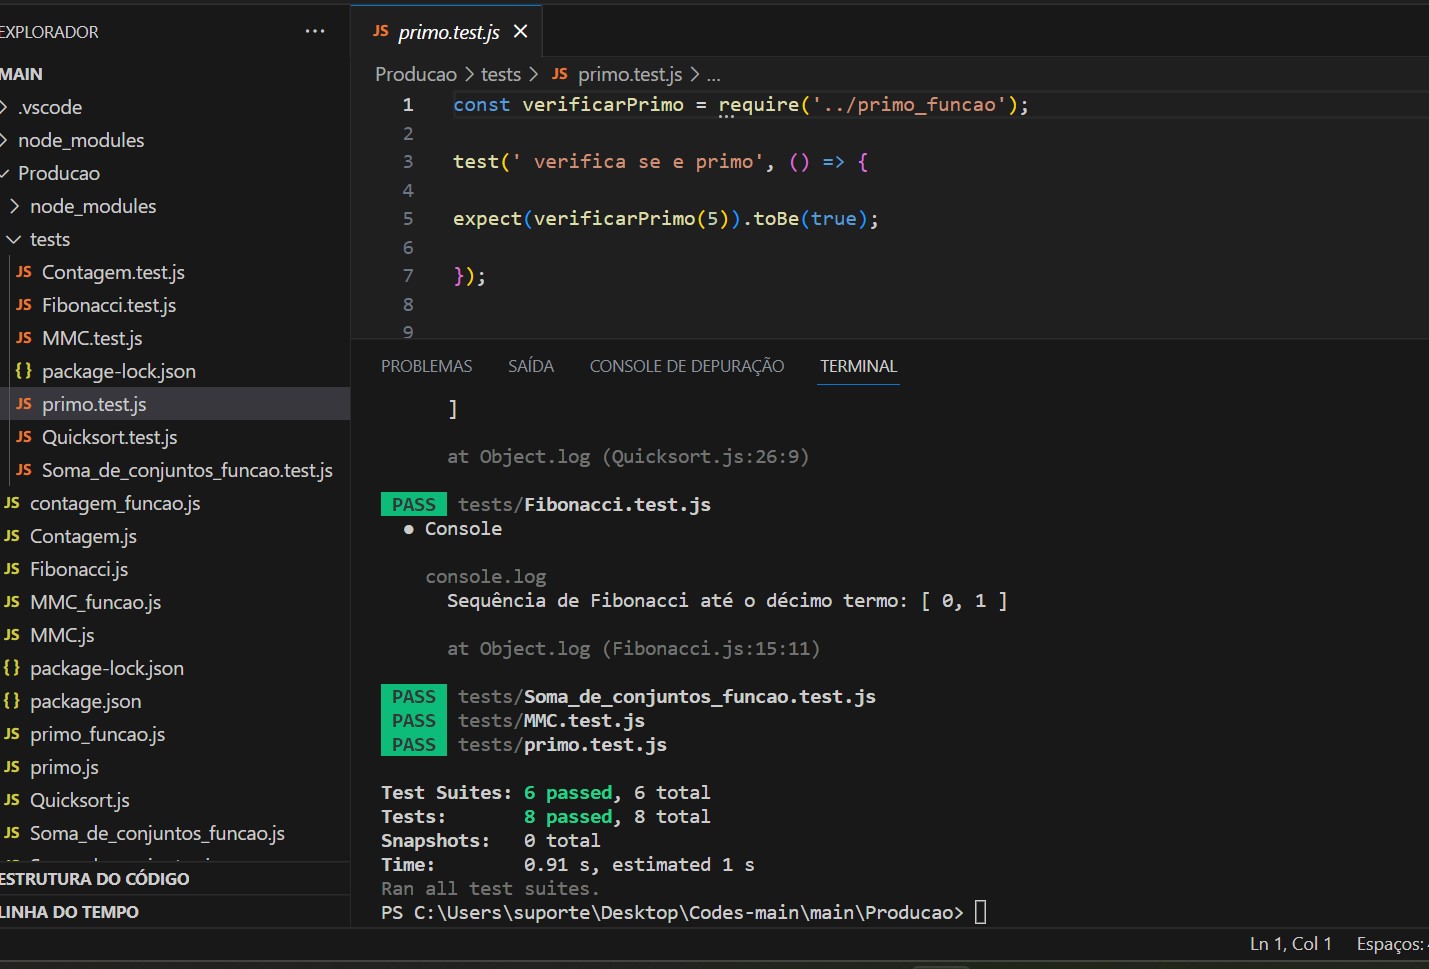 EXPLORADOR
...
MAIN
.vscode
node_modules
Producao
node_modules
tests
JS Contagem.test.js
JS Fibonacci.test.js
JS MMC.test.js
{} package-lock.json
JS primo.test.js
JS Quicksort.test.js
JS Soma_de_conjuntos_funcao.test.js
JS contagem_funcao.js
JS Contagem.js
JS Fibonacci.js
JS MMC_funcao.js
JS MMC.js
{} package-lock.json
{} package.json
JS primo_funcao.js
JS primo.js
JS Quicksort.js
JS Soma_de_conjuntos_funcao.js
ESTRUTURA DO CÓDIGO
LINHA DO TEMPO
JS primo.test.js
Producao > tests > JS primo.test.js > ...
1 const verificarPrimo = require('../primo_funcao');
2
3 test(' verifica se e primo', () => {
4
5 expect(verificarPrimo(5)).toBe(true);
6
7 });
8
9
PROBLEMAS SAÍDA CONSOLE DE DEPURAÇÃO TERMINAL
]
at Object.log (Quicksort.js:26:9)
PASS tests/Fibonacci.test.js
● Console
console.log
Sequência de Fibonacci até o décimo termo: [ 0, 1 ]
at Object.log (Fibonacci.js:15:11)
PASS tests/Soma_de_conjuntos_funcao.test.js
PASS tests/MMC.test.js
PASS tests/primo.test.js
Test Suites: 6 passed, 6 total
Tests: 8 passed, 8 total
Snapshots: 0 total
Time: 0.91 s, estimated 1 s
Ran all test suites.
PS C:\Users\suporte\Desktop\Codes-main\main\Producao>
Ln 1, Col 1 Espaços: